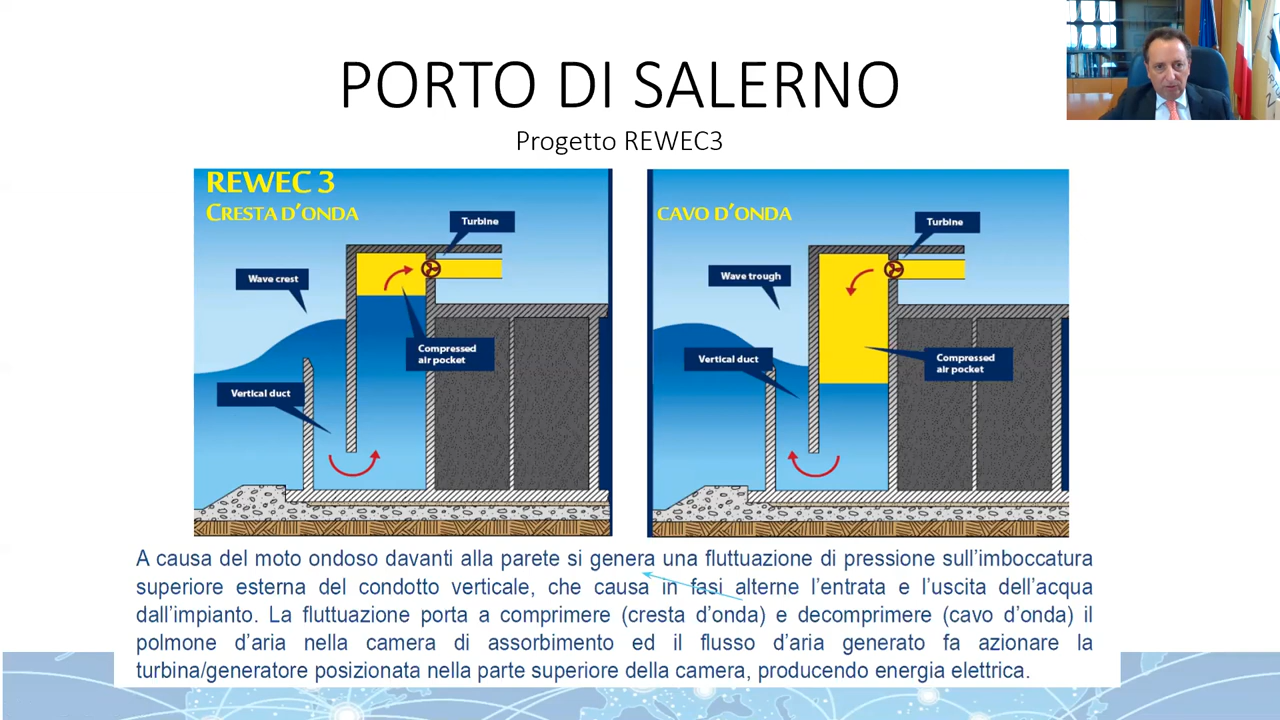 PORTO DI SALERNO
Progetto REWEC3
REWEC 3
CRESTA D'ONDA
Turbine
Wave crest
Compressed
air pocket
Vertical duct
CAVO D'ONDA
Turbine
Wave trough
Vertical duct
Compressed
air pocket
A causa del moto ondoso davanti alla parete si genera una fluttuazione di pressione sull'imboccatura
superiore esterna del condotto verticale, che causa in fasi alterne l'entrata e l'uscita dell'acqua
dall'impianto. La fluttuazione porta a comprimere (cresta d'onda) e decomprimere (cavo d'onda) il
polmone d'aria nella camera di assorbimento ed il flusso d'aria generato fa azionare la
turbina/generatore posizionata nella parte superiore della camera, producendo energia elettrica.